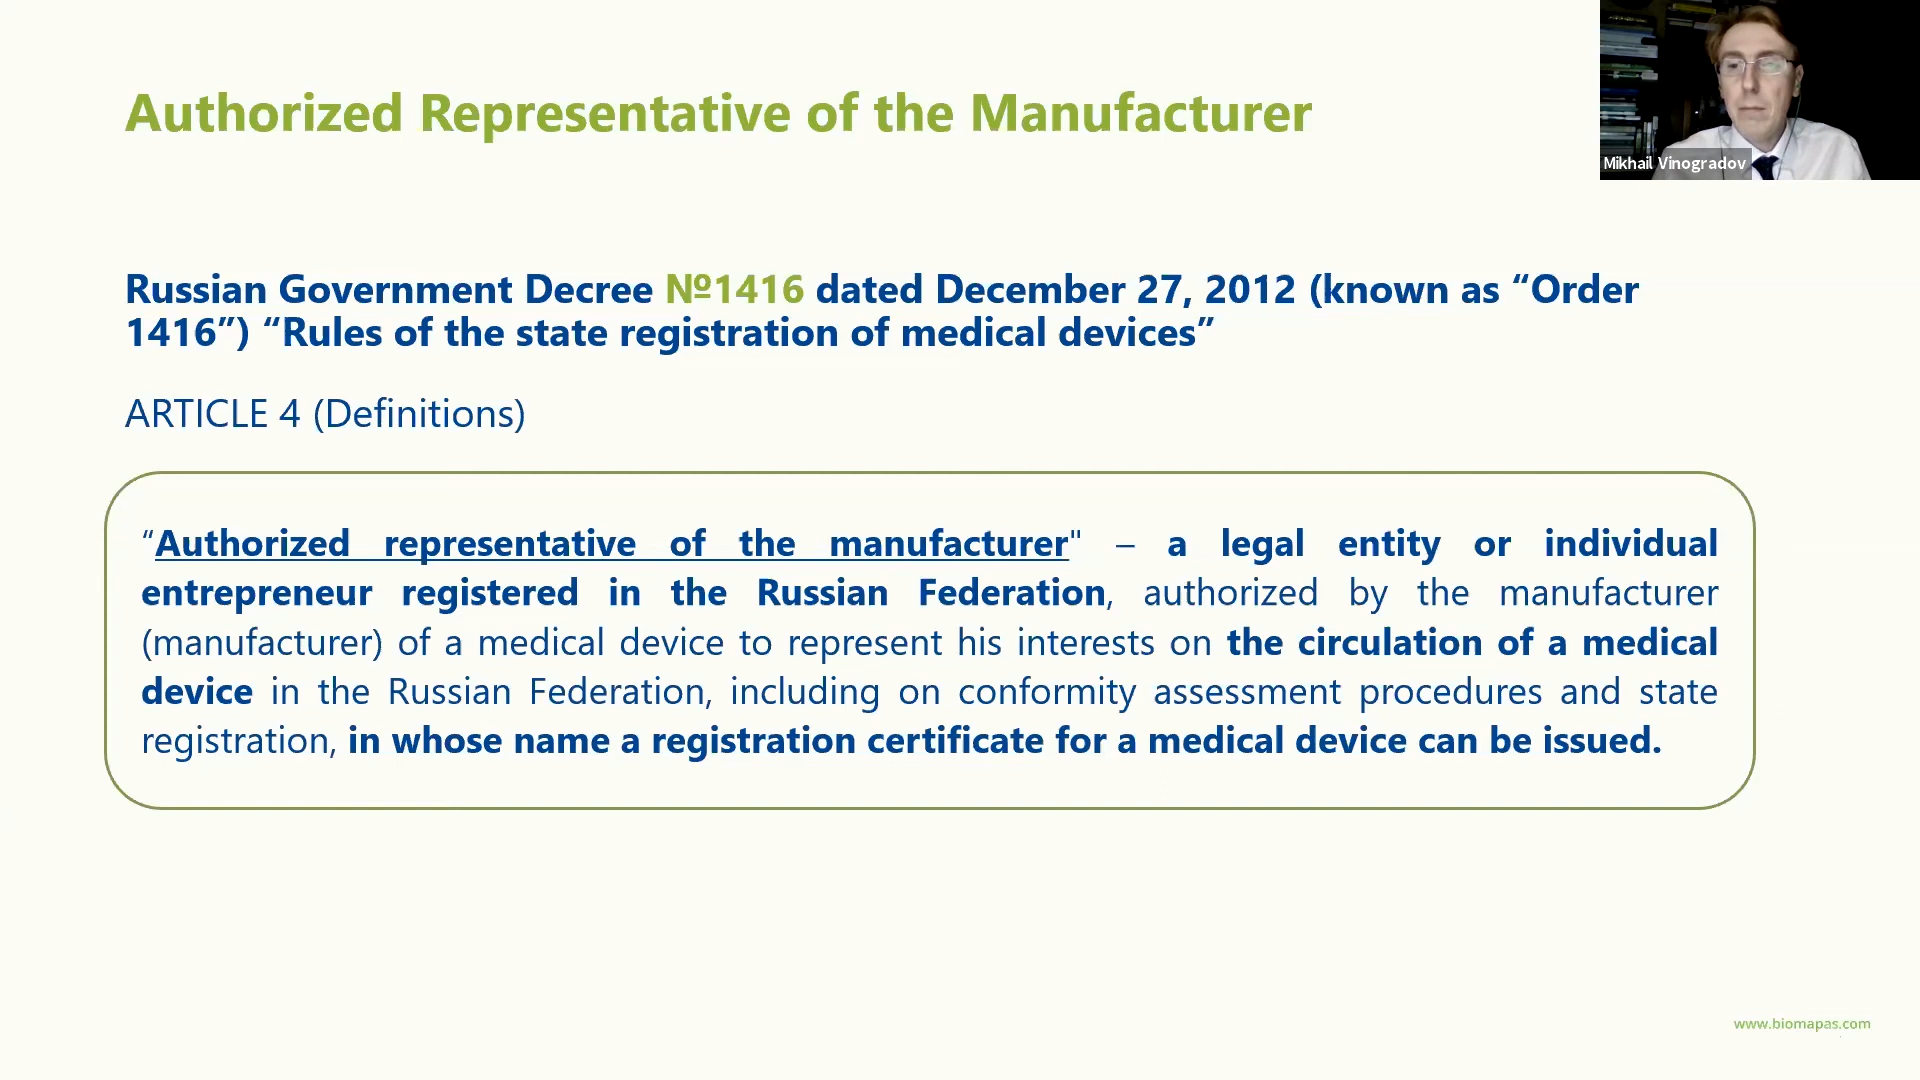 Authorized Representative of the Manufacturer
Mikhail Vinogradov
Russian Government Decree №1416 dated December 27, 2012 (known as “Order
1416”) “Rules of the state registration of medical devices”
ARTICLE 4 (Definitions)
“Authorized representative of the manufacturer" – a legal entity or individual
entrepreneur registered in the Russian Federation, authorized by the manufacturer
(manufacturer) of a medical device to represent his interests on the circulation of a medical
device in the Russian Federation, including on conformity assessment procedures and state
registration, in whose name a registration certificate for a medical device can be issued.
www.biomapas.com